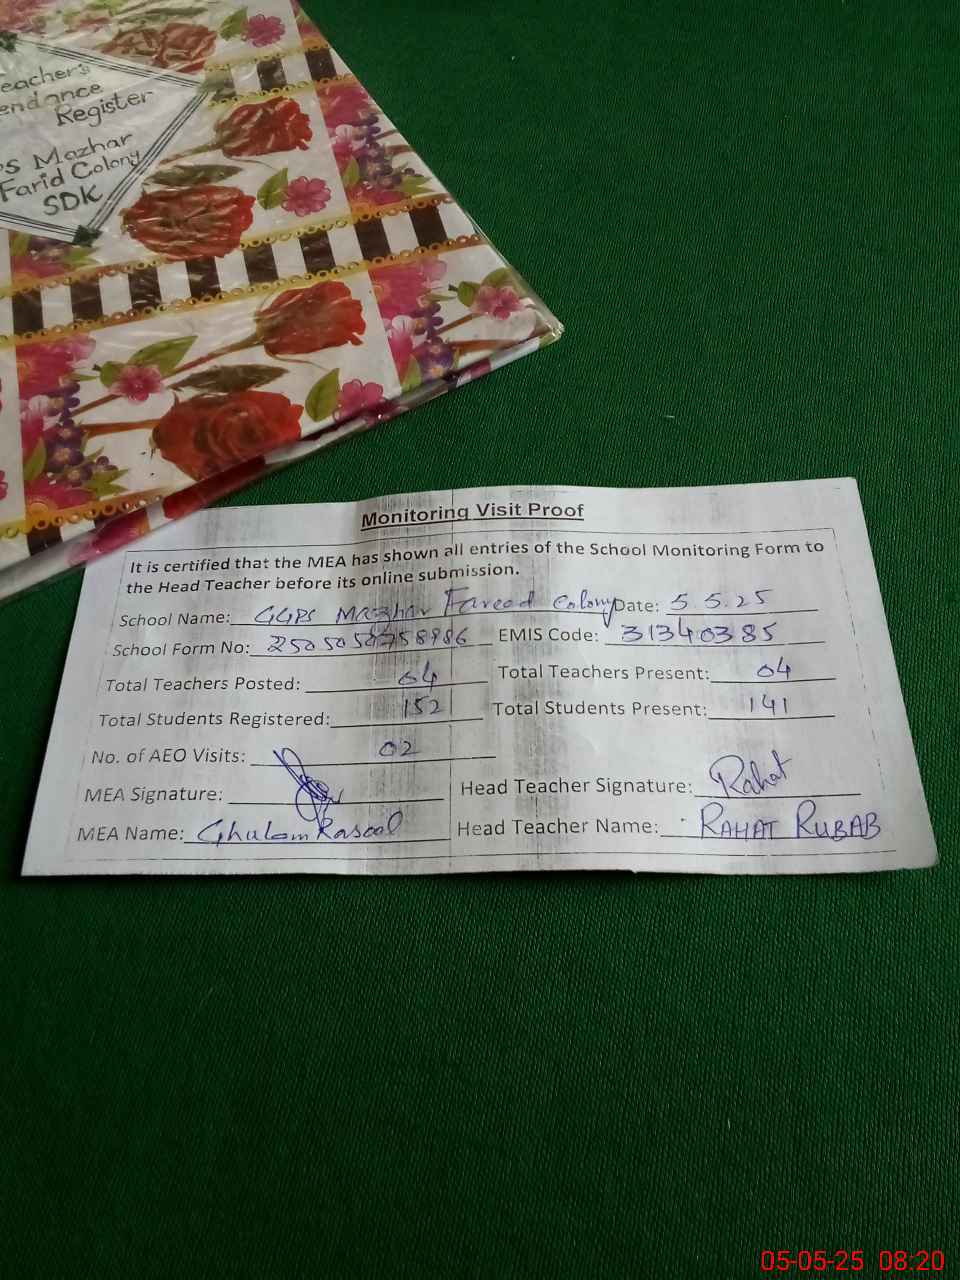 eacher's
endance
Register
ps Mazhar
Farid Colony
SDK
Monitoring Visit Proof
It is certified that the MEA has shown all entries of the School Monitoring Form to
the Head Teacher before its online submission.
School Name: GGPS Mazhar Fareed Colony Date: 5.5.25
School Form No: EMIS Code: 31340385
Total Teachers Posted: 04 Total Teachers Present: 04
Total Students Registered: 152 Total Students Present: 141
No. of AEO Visits: 02
MEA Signature: Head Teacher Signature: Rahat
MEA Name: Ghulam Rasool Head Teacher Name: RAHAT RUBAB
05-05-25 08:20